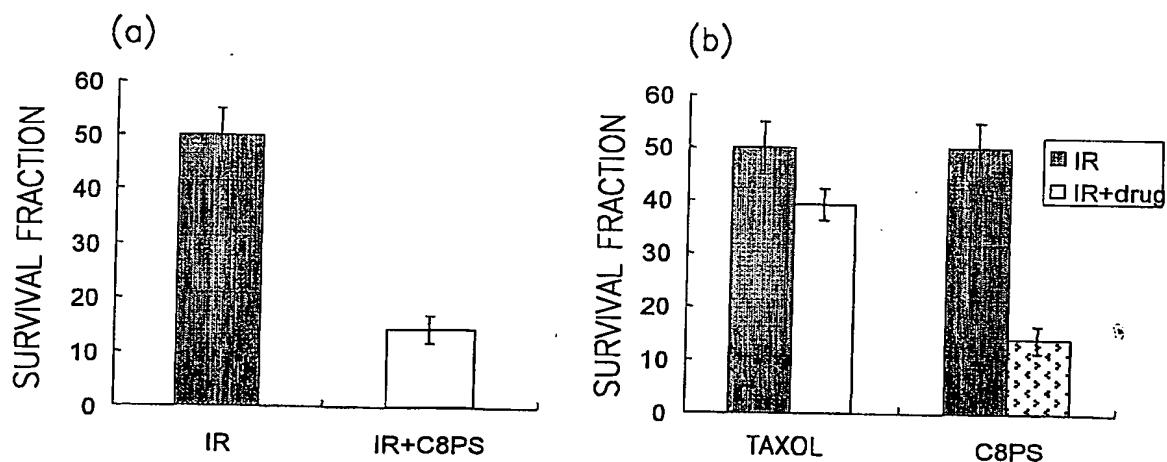 (a)
SURVIVAL FRACTION
60
50
40
30
20
10
0
IR
IR+C8PS
(b)
SURVIVAL FRACTION
60
50
40
30
20
10
0
TAXOL
C8PS
IR
IR+drug